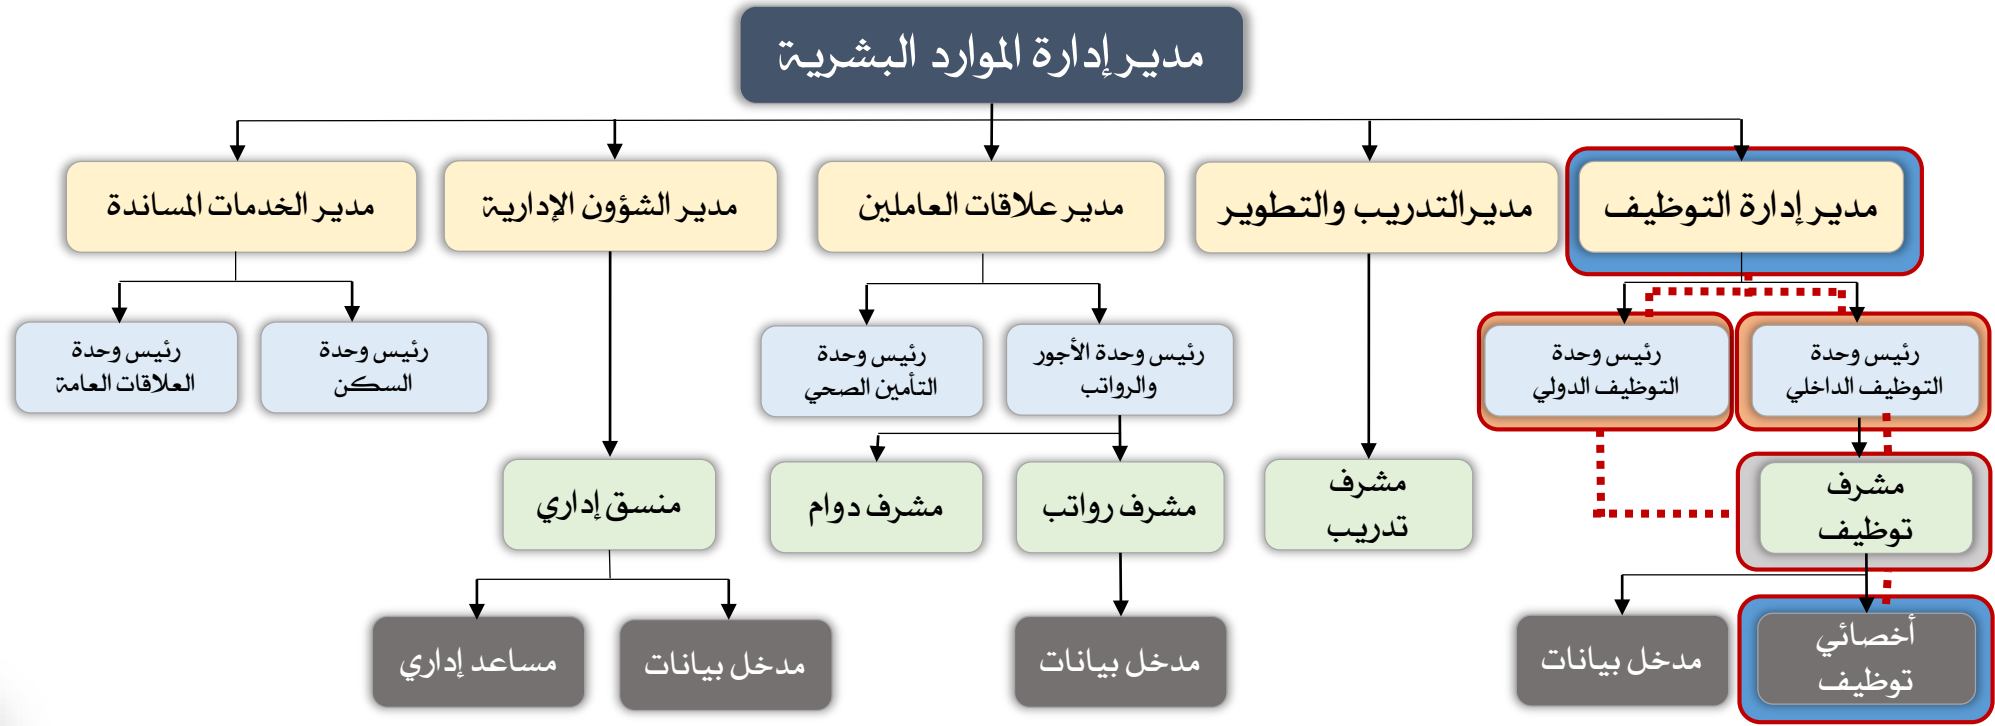 مدير إدارة الموارد البشرية
مدير إدارة التوظيف
مديرالتدريب والتطوير
مدير علاقات العاملين
مدير الشؤون الإدارية
مدير الخدمات المساندة
رئيس وحدة
التوظيف الداخلي
رئيس وحدة
التوظيف الدولي
رئيس وحدة الأجور
والرواتب
رئيس وحدة
التأمين الصحي
رئيس وحدة
السكن
رئيس وحدة
العلاقات العامة
مشرف
توظيف
مشرف
تدريب
مشرف رواتب
مشرف دوام
منسق إداري
أخصائي
توظيف
مدخل بيانات
مدخل بيانات
مدخل بيانات
مساعد إداري